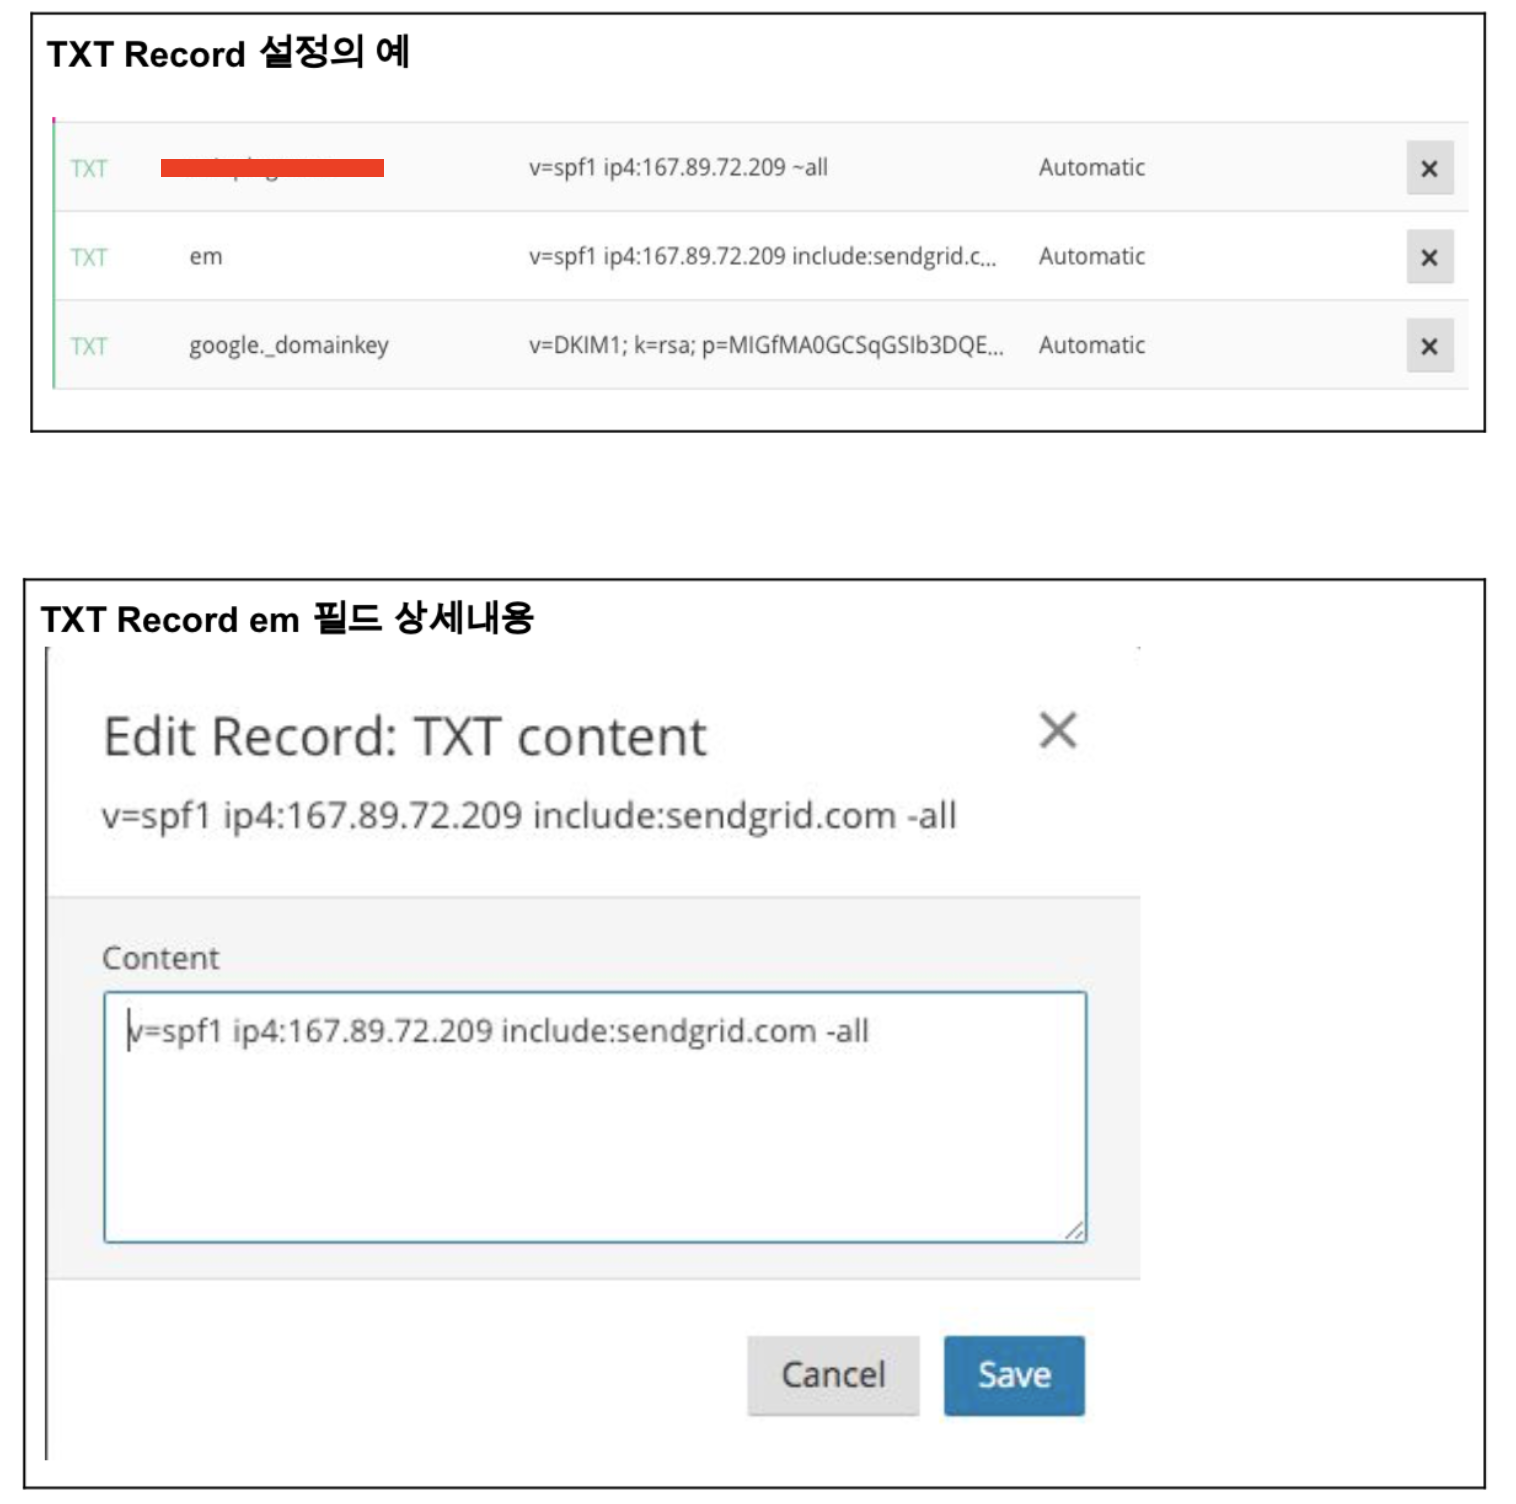 TXT Record 설정의 예
TXT v=spf1 ip4:167.89.72.209 ~all Automatic ×
TXT em v=spf1 ip4:167.89.72.209 include:sendgrid.c... Automatic ×
TXT google._domainkey v=DKIM1; k=rsa; p=MIGfMA0GCSqGSIb3DQE... Automatic ×
TXT Record em 필드 상세내용
Edit Record: TXT content ×
v=spf1 ip4:167.89.72.209 include:sendgrid.com -all
Content
v=spf1 ip4:167.89.72.209 include:sendgrid.com -all
Cancel Save